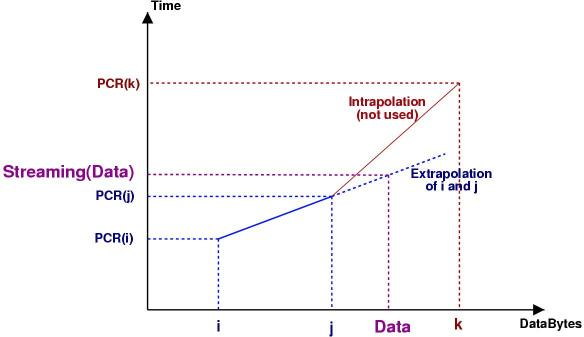 Time
PCR(k)
Intrapolation
(not used)
Streaming(Data)
Extrapolation
of i and j
PCR(j)
PCR(i)
i
j
Data
k
DataBytes